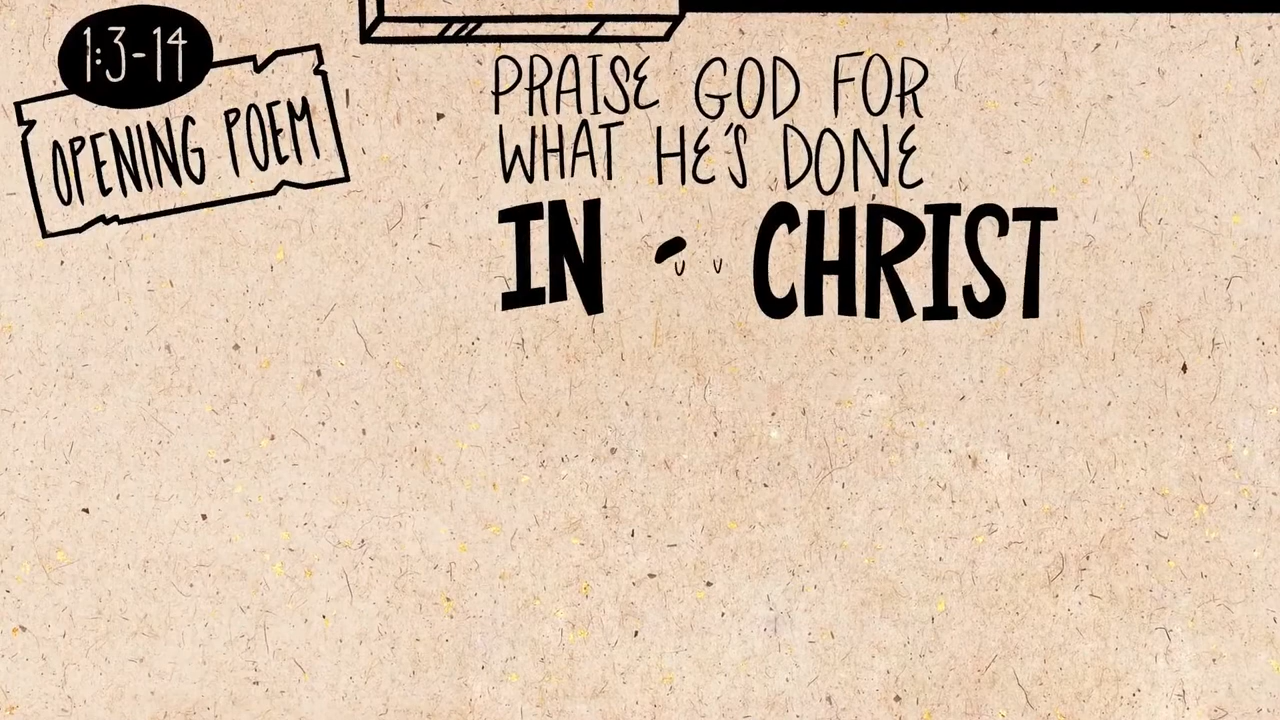 1:3-14
OPENING POEM
PRAISE GOD FOR
WHAT HE'S DONE
IN CHRIST